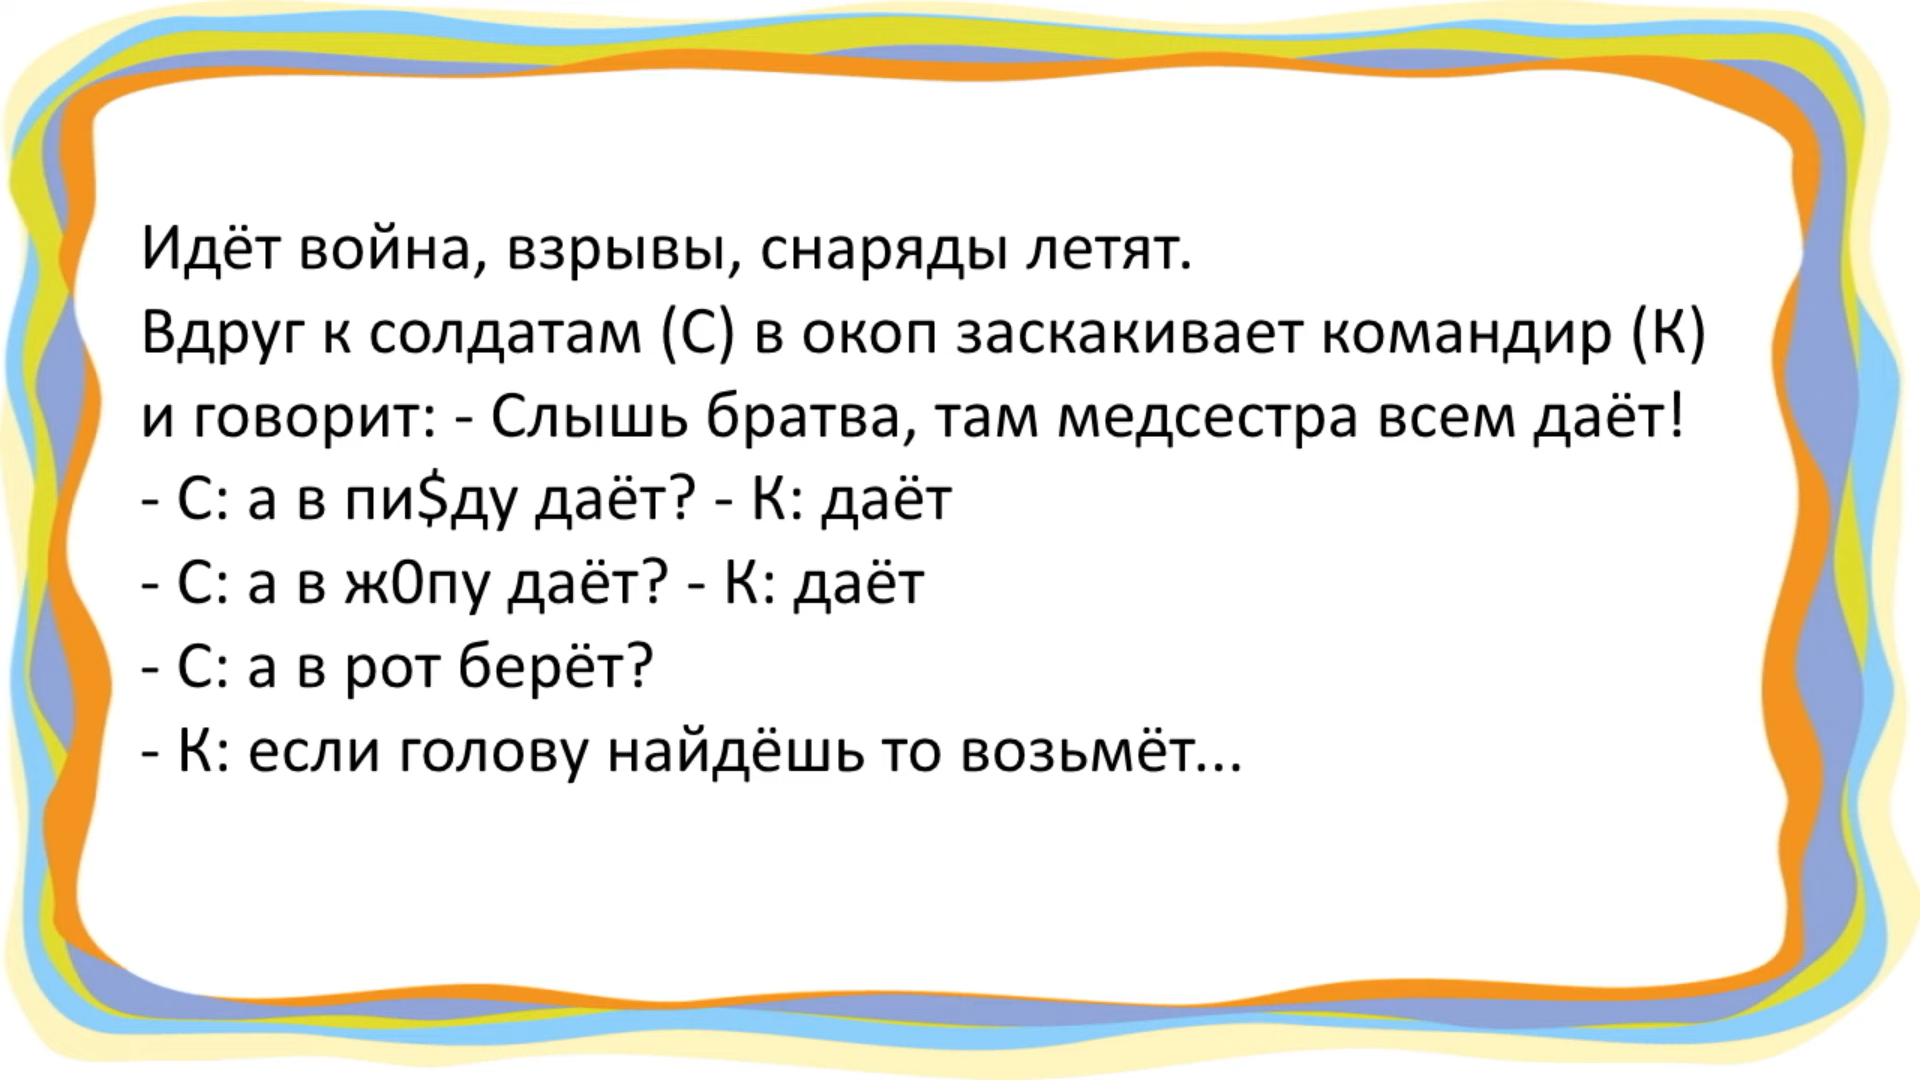 Идёт война, взрывы, снаряды летят.
Вдруг к солдатам (С) в окоп заскакивает командир (К)
и говорит: - Слышь братва, там медсестра всем даёт!
- С: а в пи$ду даёт? - К: даёт
- С: а в ж0пу даёт? - К: даёт
- С: а в рот берёт?
- К: если голову найдёшь то возьмёт...